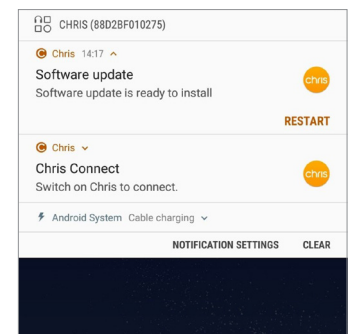 CHRIS (88D2BF010275)
Chris 14:17
Software update
Software update is ready to install
chris
RESTART
Chris
Chris Connect
Switch on Chris to connect.
chris
Android System Cable charging
NOTIFICATION SETTINGS CLEAR